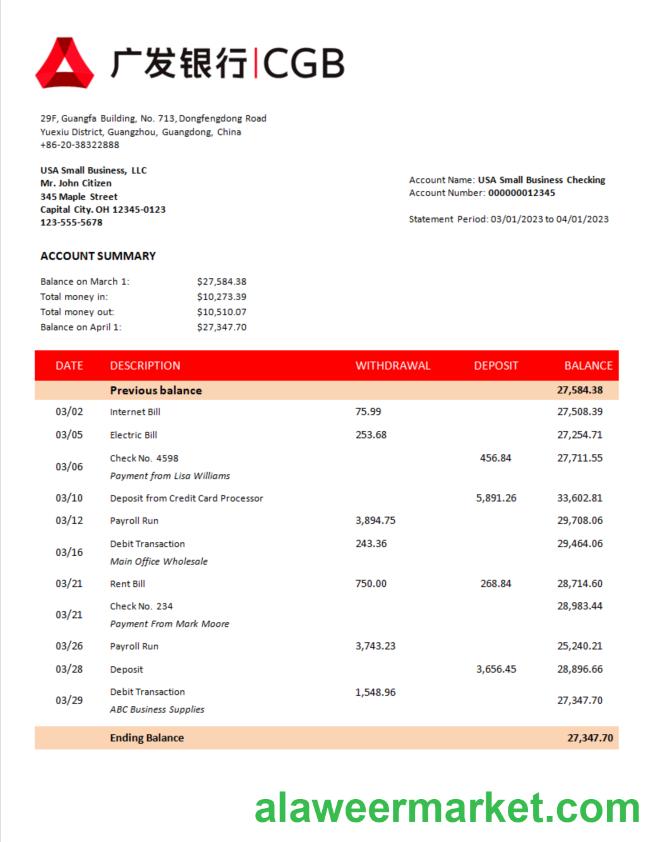 广发银行|CGB
29F, Guangfa Building, No. 713, Dongfengdong Road
Yuexiu District, Guangzhou, Guangdong, China
+86-20-38322888
USA Small Business, LLC
Mr. John Citizen
345 Maple Street
Capital City. OH 12345-0123
123-555-5678
Account Name: USA Small Business Checking
Account Number: 000000012345
Statement Period: 03/01/2023 to 04/01/2023
ACCOUNT SUMMARY
Balance on March 1: $27,584.38
Total money in: $10,273.39
Total money out: $10,510.07
Balance on April 1: $27,347.70
DATE DESCRIPTION WITHDRAWAL DEPOSIT BALANCE
Previous balance 27,584.38
03/02 Internet Bill 75.99 27,508.39
03/05 Electric Bill 253.68 27,254.71
03/06 Check No. 4598 456.84 27,711.55
Payment from Lisa Williams
03/10 Deposit from Credit Card Processor 5,891.26 33,602.81
03/12 Payroll Run 3,894.75 29,708.06
03/16 Debit Transaction 243.36 29,464.06
Main Office Wholesale
03/21 Rent Bill 750.00 268.84 28,714.60
03/21 Check No. 234 28,983.44
Payment From Mark Moore
03/26 Payroll Run 3,743.23 25,240.21
03/28 Deposit 3,656.45 28,896.66
03/29 Debit Transaction 1,548.96 27,347.70
ABC Business Supplies
Ending Balance 27,347.70
alaweermarket.com